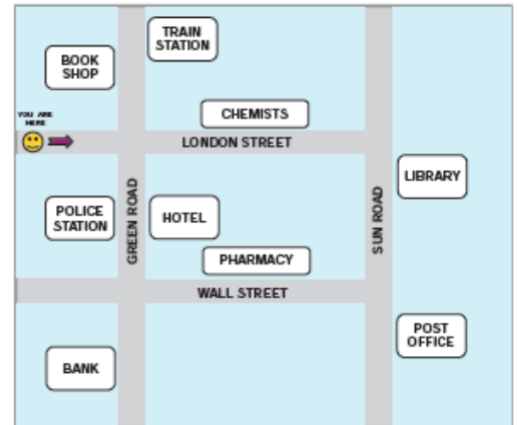 TRAIN
STATION
BOOK
SHOP
CHEMISTS
YOU ARE
HERE
LONDON STREET
LIBRARY
POLICE
STATION
GREEN ROAD
HOTEL
SUN ROAD
PHARMACY
WALL STREET
POST
OFFICE
BANK